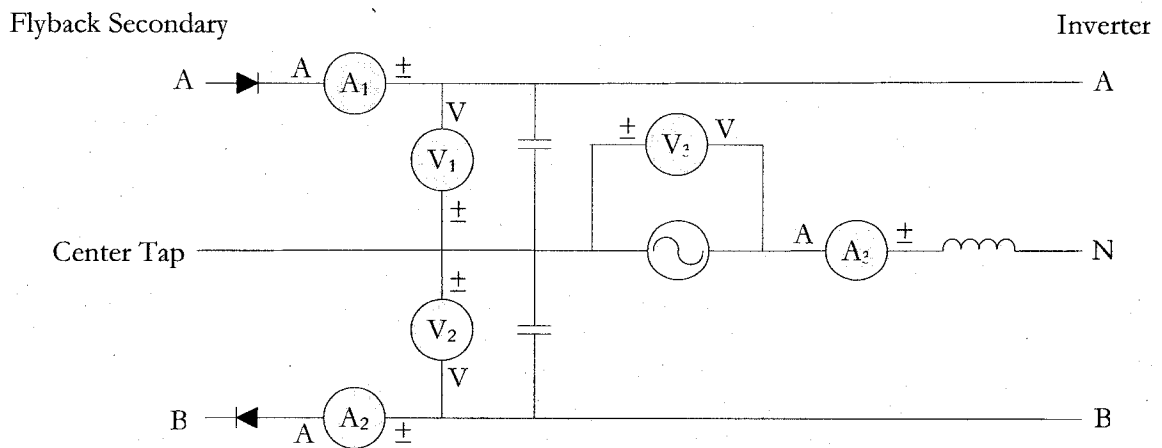 Flyback Secondary Inverter
A A A₁ ± A
V
± V₃ V
V₁
±
Center Tap A A₃ ± N
±
V₂
V
B A A₂ ± B